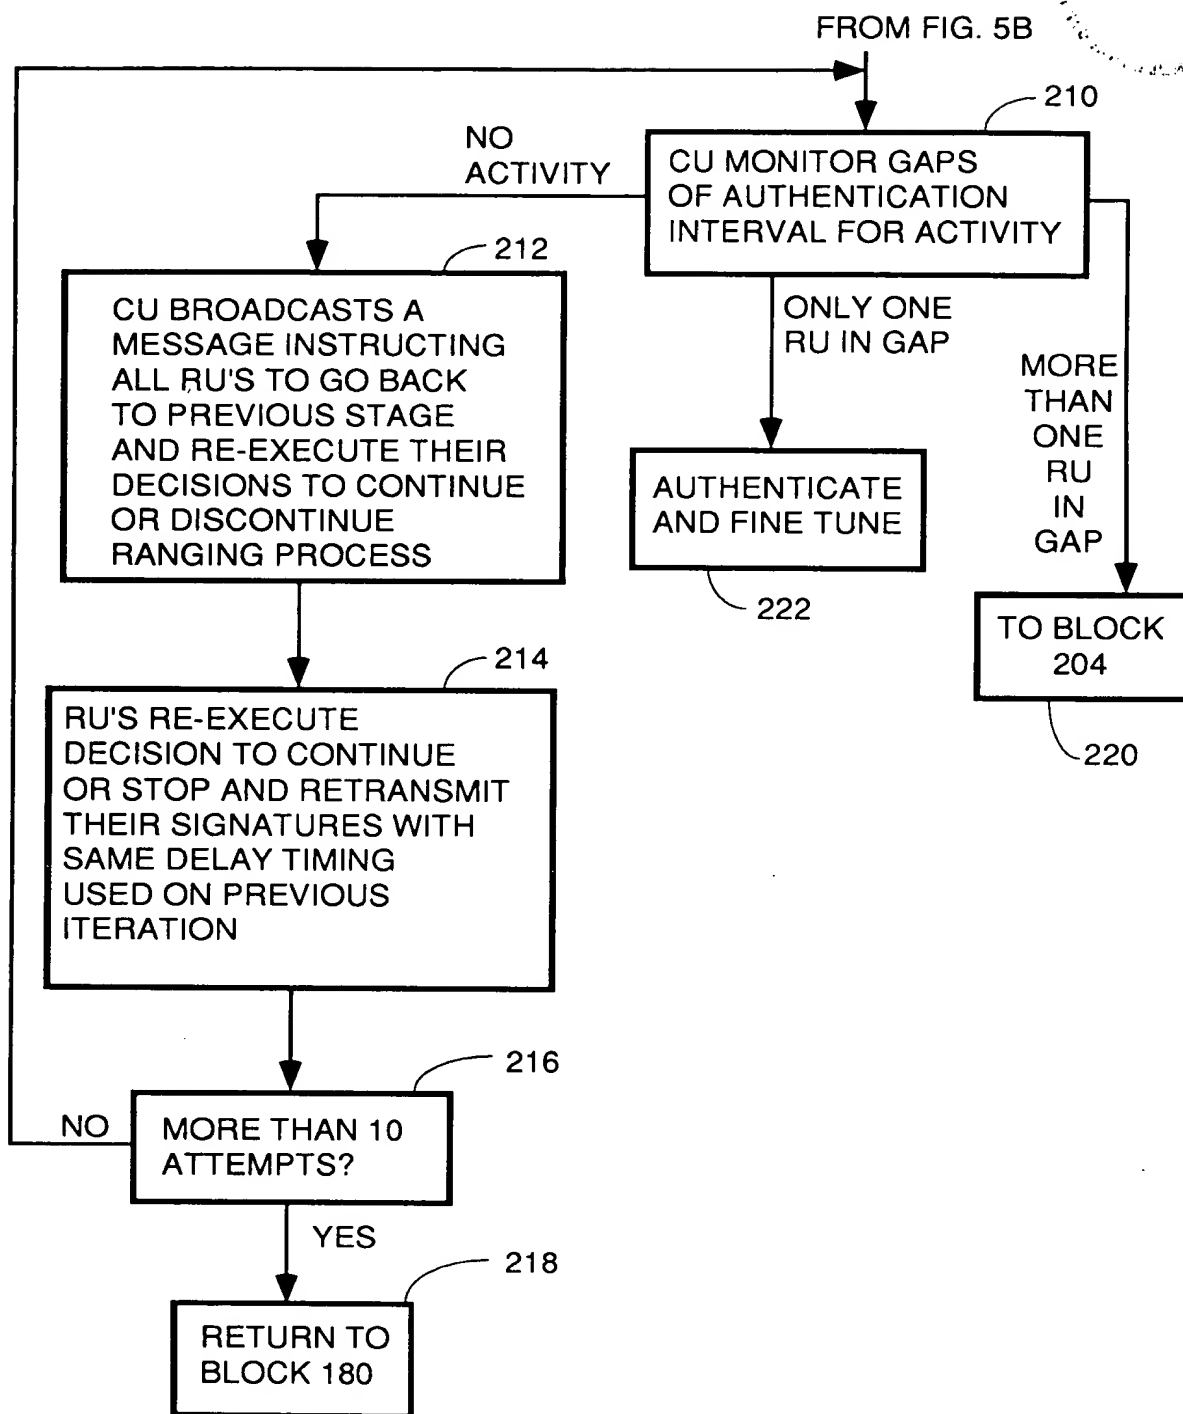 FROM FIG. 5B
210
NO
ACTIVITY
CU MONITOR GAPS
OF AUTHENTICATION
INTERVAL FOR ACTIVITY
212
CU BROADCASTS A
MESSAGE INSTRUCTING
ALL RU'S TO GO BACK
TO PREVIOUS STAGE
AND RE-EXECUTE THEIR
DECISIONS TO CONTINUE
OR DISCONTINUE
RANGING PROCESS
ONLY ONE
RU IN GAP
MORE
THAN
ONE
RU
IN
GAP
AUTHENTICATE
AND FINE TUNE
222
TO BLOCK
204
220
214
RU'S RE-EXECUTE
DECISION TO CONTINUE
OR STOP AND RETRANSMIT
THEIR SIGNATURES WITH
SAME DELAY TIMING
USED ON PREVIOUS
ITERATION
216
NO
MORE THAN 10
ATTEMPTS?
YES
218
RETURN TO
BLOCK 180